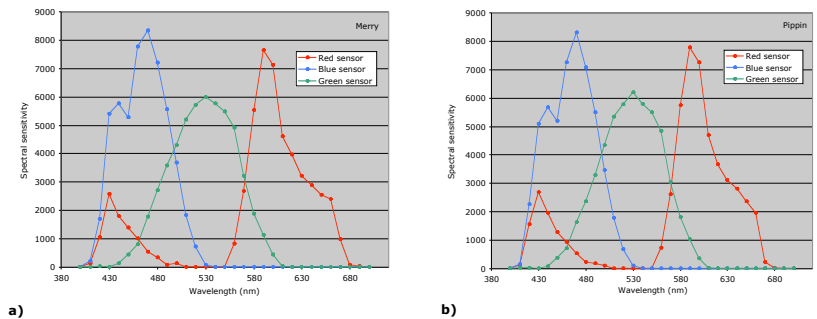 Merry
9000
8000
7000
6000
5000
4000
3000
2000
1000
0
Spectral sensitivity
Red sensor
Blue sensor
Green sensor
380 430 480 530 580 630 680
Wavelength (nm)
a)
Pippin
9000
8000
7000
6000
5000
4000
3000
2000
1000
0
Spectral sensitivity
Red sensor
Blue sensor
Green sensor
380 430 480 530 580 630 680
Wavelength (nm)
b)